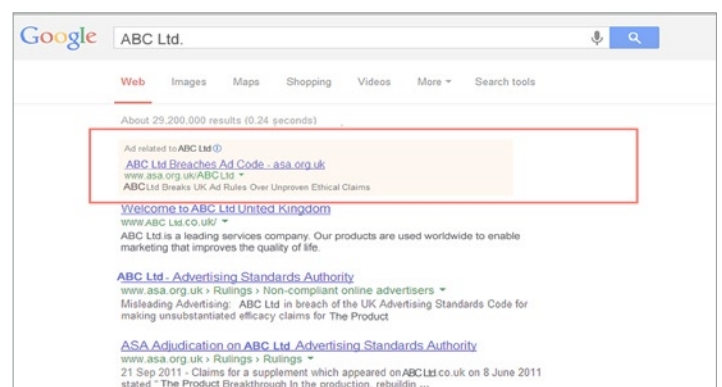 Google ABC Ltd.
Web Images Maps Shopping Videos More Search tools
About 29,200,000 results (0.24 seconds)
Ad related to ABC Ltd
ABC Ltd Breaches Ad Code - asa.org.uk
www.asa.org.uk/ABCLtd
ABCLtd Breaks UK Ad Rules Over Unproven Ethical Claims
Welcome to ABC Ltd United Kingdom
www.ABC Ltd.co.uk/
ABC Ltd.is a leading services company. Our products are used worldwide to enable
marketing that improves the quality of life.
ABC Ltd - Advertising Standards Authority
www.asa.org.uk › Rulings › Non-compliant online advertisers
Misleading Advertising: ABC Ltd in breach of the UK Advertising Standards Code for
making unsubstantiated efficacy claims for The Product
ASA Adjudication on ABC Ltd Advertising Standards Authority
www.asa.org.uk › Rulings › Rulings
21 Sep 2011 - Claims for a supplement which appeared on ABC Ltd.co.uk on 8 June 2011
stated " The Product Breakthrough In the production, rebuildin ...